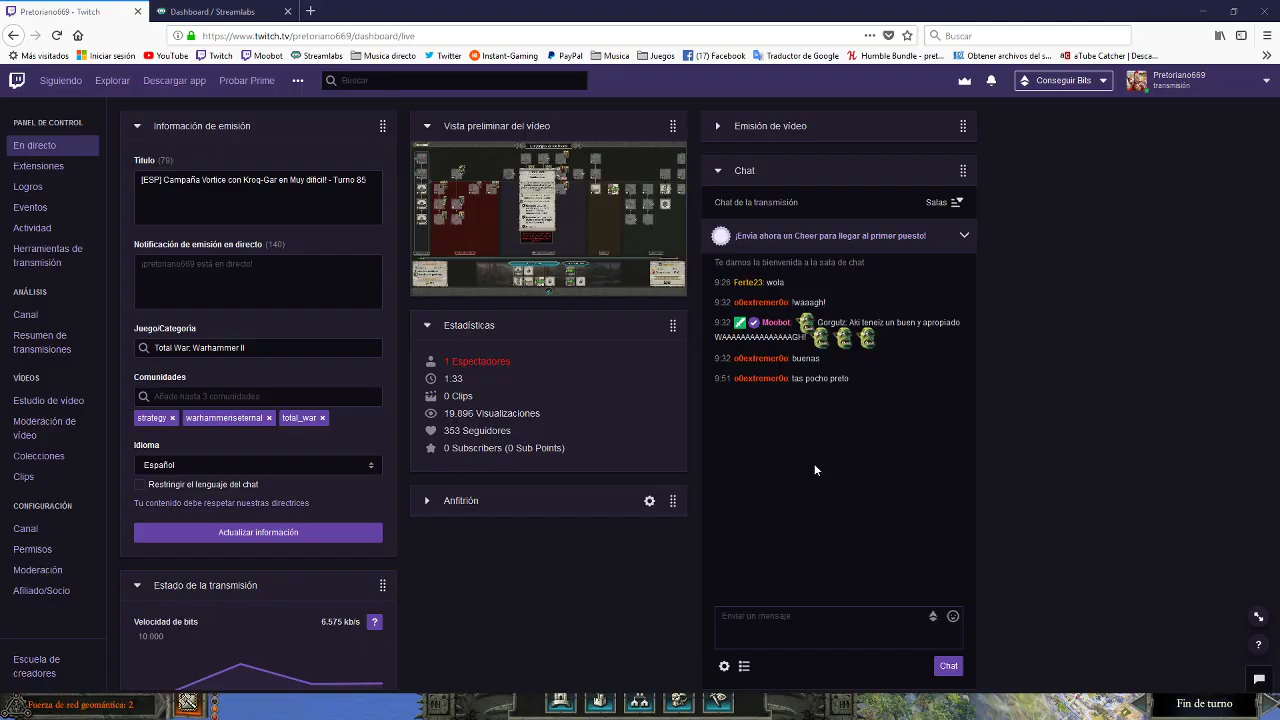 Pretoriano669 - Twitch
Dashboard / Streamlabs
https://www.twitch.tv/pretoriano669/dashboard/live
Buscar
Más visitados
Iniciar sesión
YouTube
Twitch
Moobot
Streamlabs
Musica directo
Twitter
Instant-Gaming
PayPal
Musica
Juegos
(17) Facebook
Traductor de Google
Humble Bundle - pret...
Obtener archivos del s...
aTube Catcher | Desca...
Siguiendo
Explorar
Descargar app
Probar Prime
Buscar
Conseguir Bits
Pretoriano669
transmisión
PANEL DE CONTROL
En directo
Extensiones
Logros
Eventos
Actividad
Herramientas de
transmisión
ANÁLISIS
Canal
Resumen de
transmisiones
VÍDEOS
Estudio de vídeo
Moderación de
vídeo
Colecciones
Clips
CONFIGURACIÓN
Canal
Permisos
Moderación
Afiliado/Socio
Escuela de
creadores
Información de emisión
Título (79)
[ESP] Campaña Vortice con Kroq-Gar en Muy dificil! - Turno 85
Notificación de emisión en directo (140)
¡pretoriano669 está en directo!
Juego/Categoría
Total War: Warhammer II
Comunidades
Añade hasta 3 comunidades
strategy
warhammeriseternal
total_war
Idioma
Español
Restringir el lenguaje del chat
Tu contenido debe respetar nuestras directrices
Actualizar información
Estado de la transmisión
Velocidad de bits
6.575 kb/s
?
10.000
Vista preliminar del vídeo
Estadísticas
1 Espectadores
1:33
0 Clips
19.896 Visualizaciones
353 Seguidores
0 Subscribers (0 Sub Points)
Anfitrión
Emisión de vídeo
Chat
Chat de la transmisión
Salas
¡Envía ahora un Cheer para llegar al primer puesto!
Te damos la bienvenida a la sala de chat
9:26 Ferte23: wola
9:32 o0extremer0o: !waaagh!
9:32 Moobot: Gorgutz: Aki teneiz un buen y apropiado
WAAAAAAAAAAAAAAGH!
9:32 o0extremer0o: buenas
9:51 o0extremer0o: tas pocho preto
Enviar un mensaje
Chat
?
Fuerza de red geomántica: 2
Fin de turno